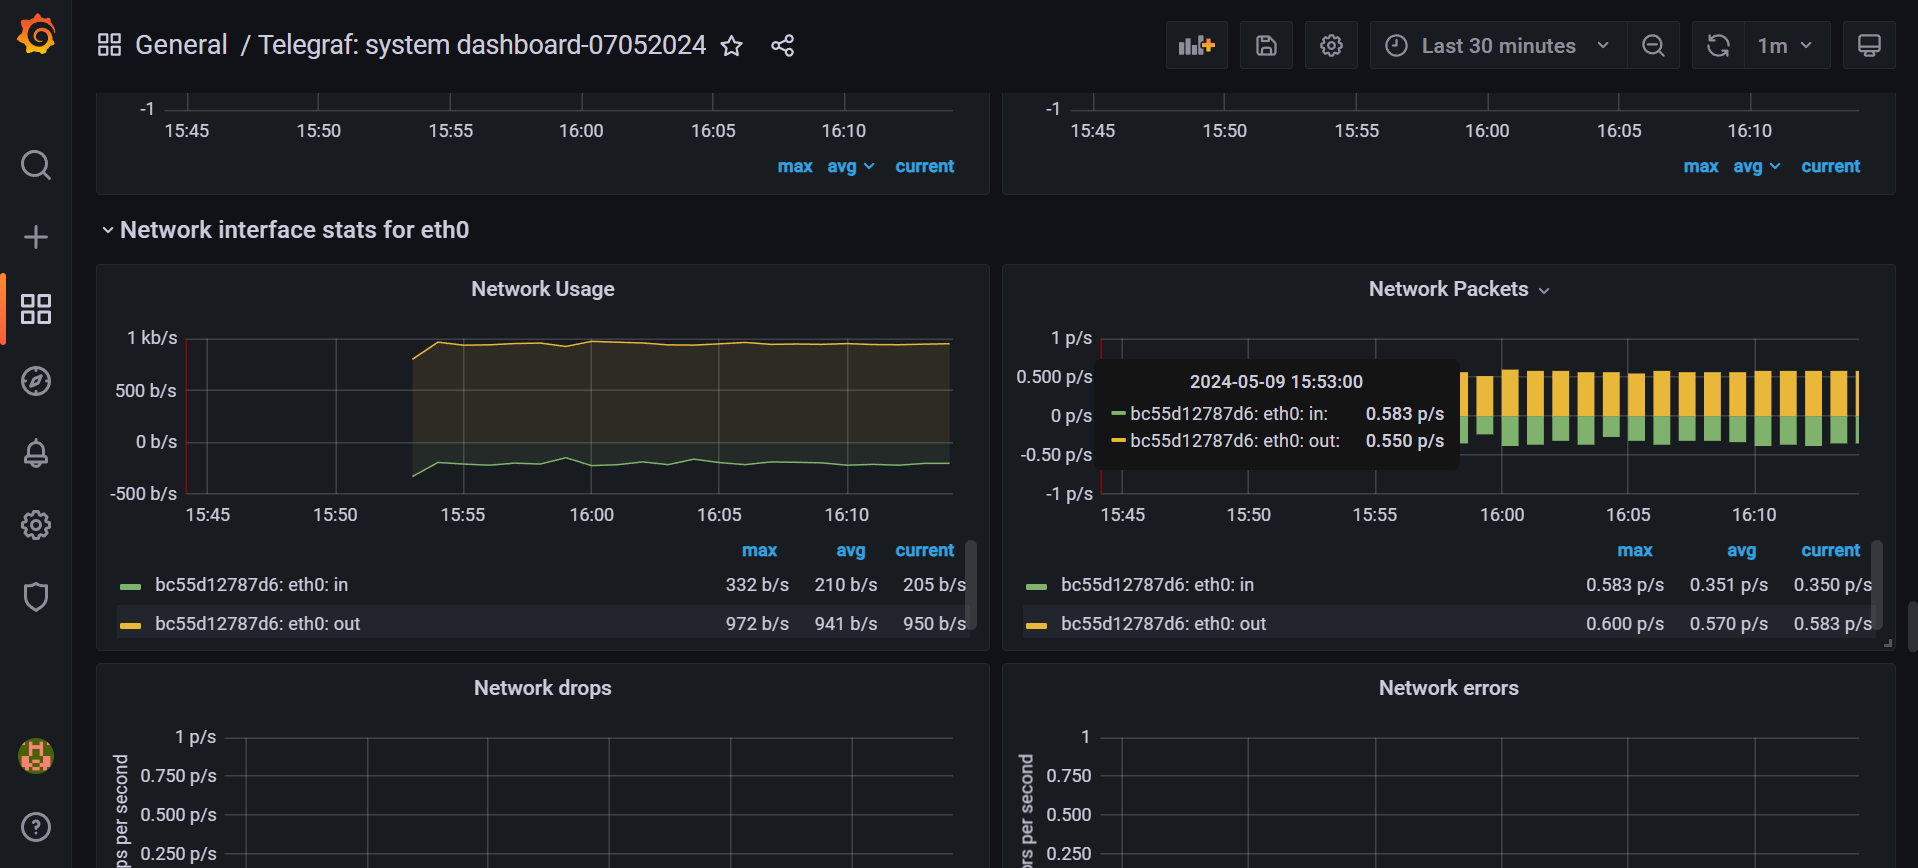 General / Telegraf: system dashboard-07052024
Last 30 minutes
1m
-1
15:45 15:50 15:55 16:00 16:05 16:10
max avg current
-1
15:45 15:50 15:55 16:00 16:05 16:10
max avg current
Network interface stats for eth0
Network Usage
1 kb/s
500 b/s
0 b/s
-500 b/s
15:45 15:50 15:55 16:00 16:05 16:10
max avg current
bc55d12787d6: eth0: in 332 b/s 210 b/s 205 b/s
bc55d12787d6: eth0: out 972 b/s 941 b/s 950 b/s
Network Packets
1 p/s
0.500 p/s
0 p/s
-0.50 p/s
-1 p/s
2024-05-09 15:53:00
bc55d12787d6: eth0: in: 0.583 p/s
bc55d12787d6: eth0: out: 0.550 p/s
15:45 15:50 15:55 16:00 16:05 16:10
max avg current
bc55d12787d6: eth0: in 0.583 p/s 0.351 p/s 0.350 p/s
bc55d12787d6: eth0: out 0.600 p/s 0.570 p/s 0.583 p/s
Network drops
1 p/s
0.750 p/s
0.500 p/s
0.250 p/s
per second
Network errors
1
0.750
0.500
0.250
per second